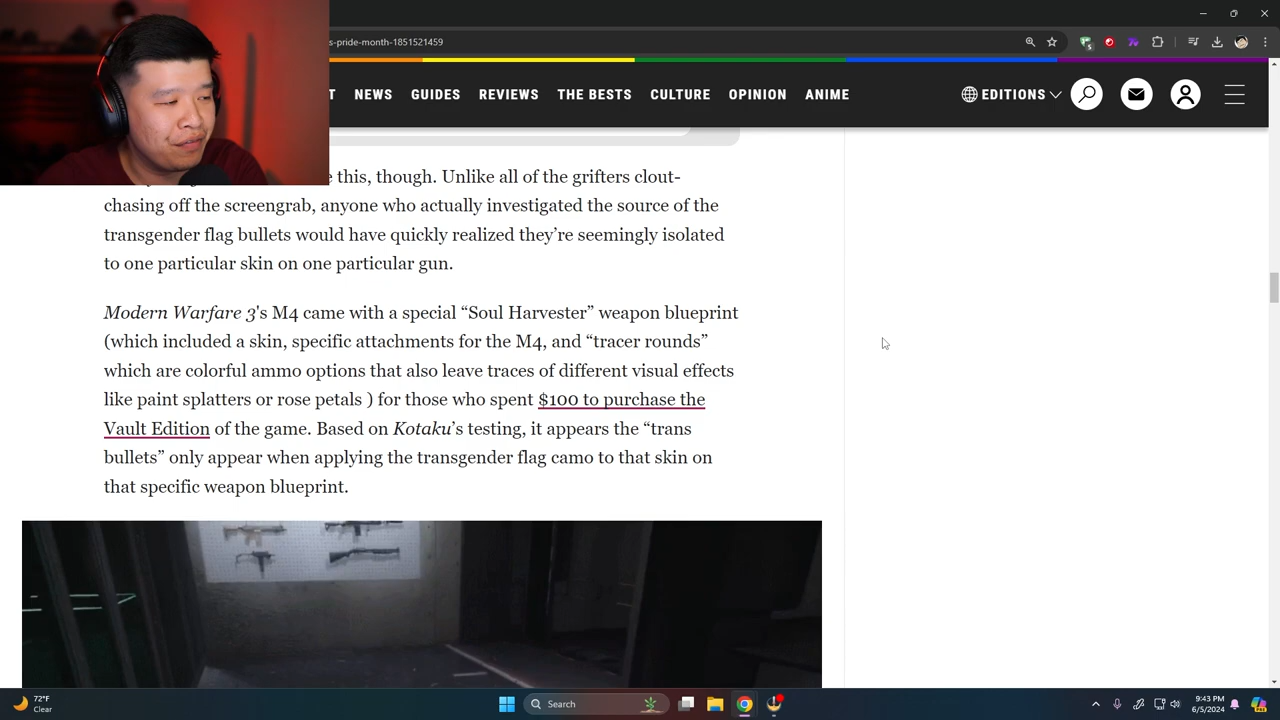 s-pride-month-1851521459
T NEWS GUIDES REVIEWS THE BESTS CULTURE OPINION ANIME EDITIONS
this, though. Unlike all of the grifters clout-
chasing off the screengrab, anyone who actually investigated the source of the
transgender flag bullets would have quickly realized they’re seemingly isolated
to one particular skin on one particular gun.
Modern Warfare 3's M4 came with a special “Soul Harvester” weapon blueprint
(which included a skin, specific attachments for the M4, and “tracer rounds”
which are colorful ammo options that also leave traces of different visual effects
like paint splatters or rose petals ) for those who spent $100 to purchase the
Vault Edition of the game. Based on Kotaku’s testing, it appears the “trans
bullets” only appear when applying the transgender flag camo to that skin on
that specific weapon blueprint.
72°F
Clear
Search
9:43 PM
6/5/2024